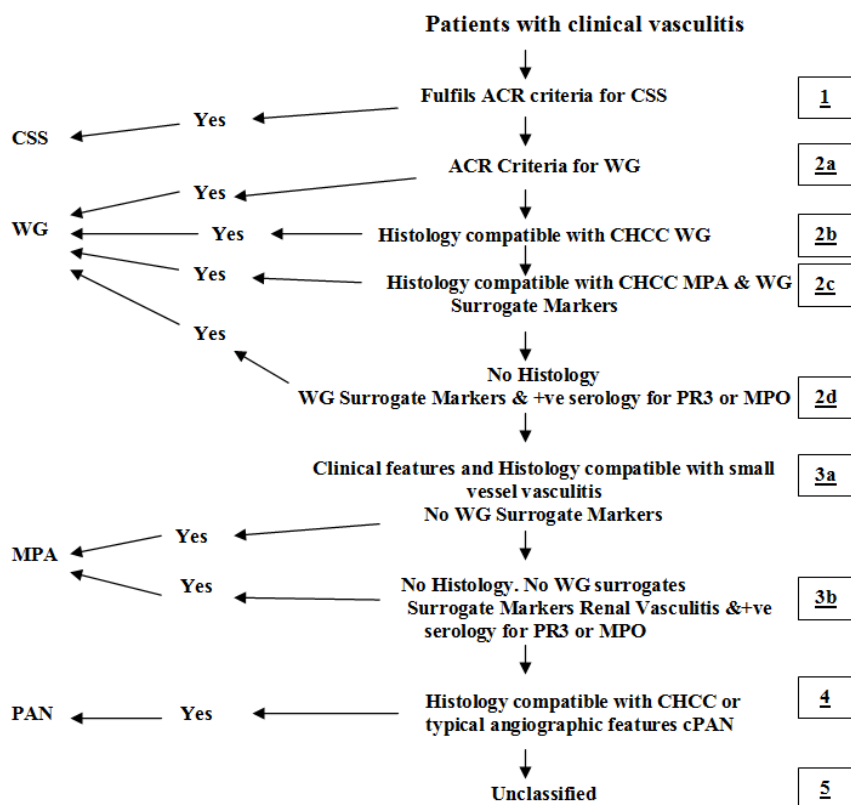 Patients with clinical vasculitis
Fulfils ACR criteria for CSS
1
Yes
CSS
ACR Criteria for WG
2a
Yes
WG
Yes
Histology compatible with CHCC WG
2b
Yes
Histology compatible with CHCC MPA & WG
Surrogate Markers
2c
Yes
No Histology
WG Surrogate Markers & +ve serology for PR3 or MPO
2d
Clinical features and Histology compatible with small
vessel vasculitis
No WG Surrogate Markers
3a
Yes
MPA
Yes
No Histology. No WG surrogates
Surrogate Markers Renal Vasculitis &+ve
serology for PR3 or MPO
3b
PAN
Yes
Histology compatible with CHCC or
typical angiographic features cPAN
4
Unclassified
5